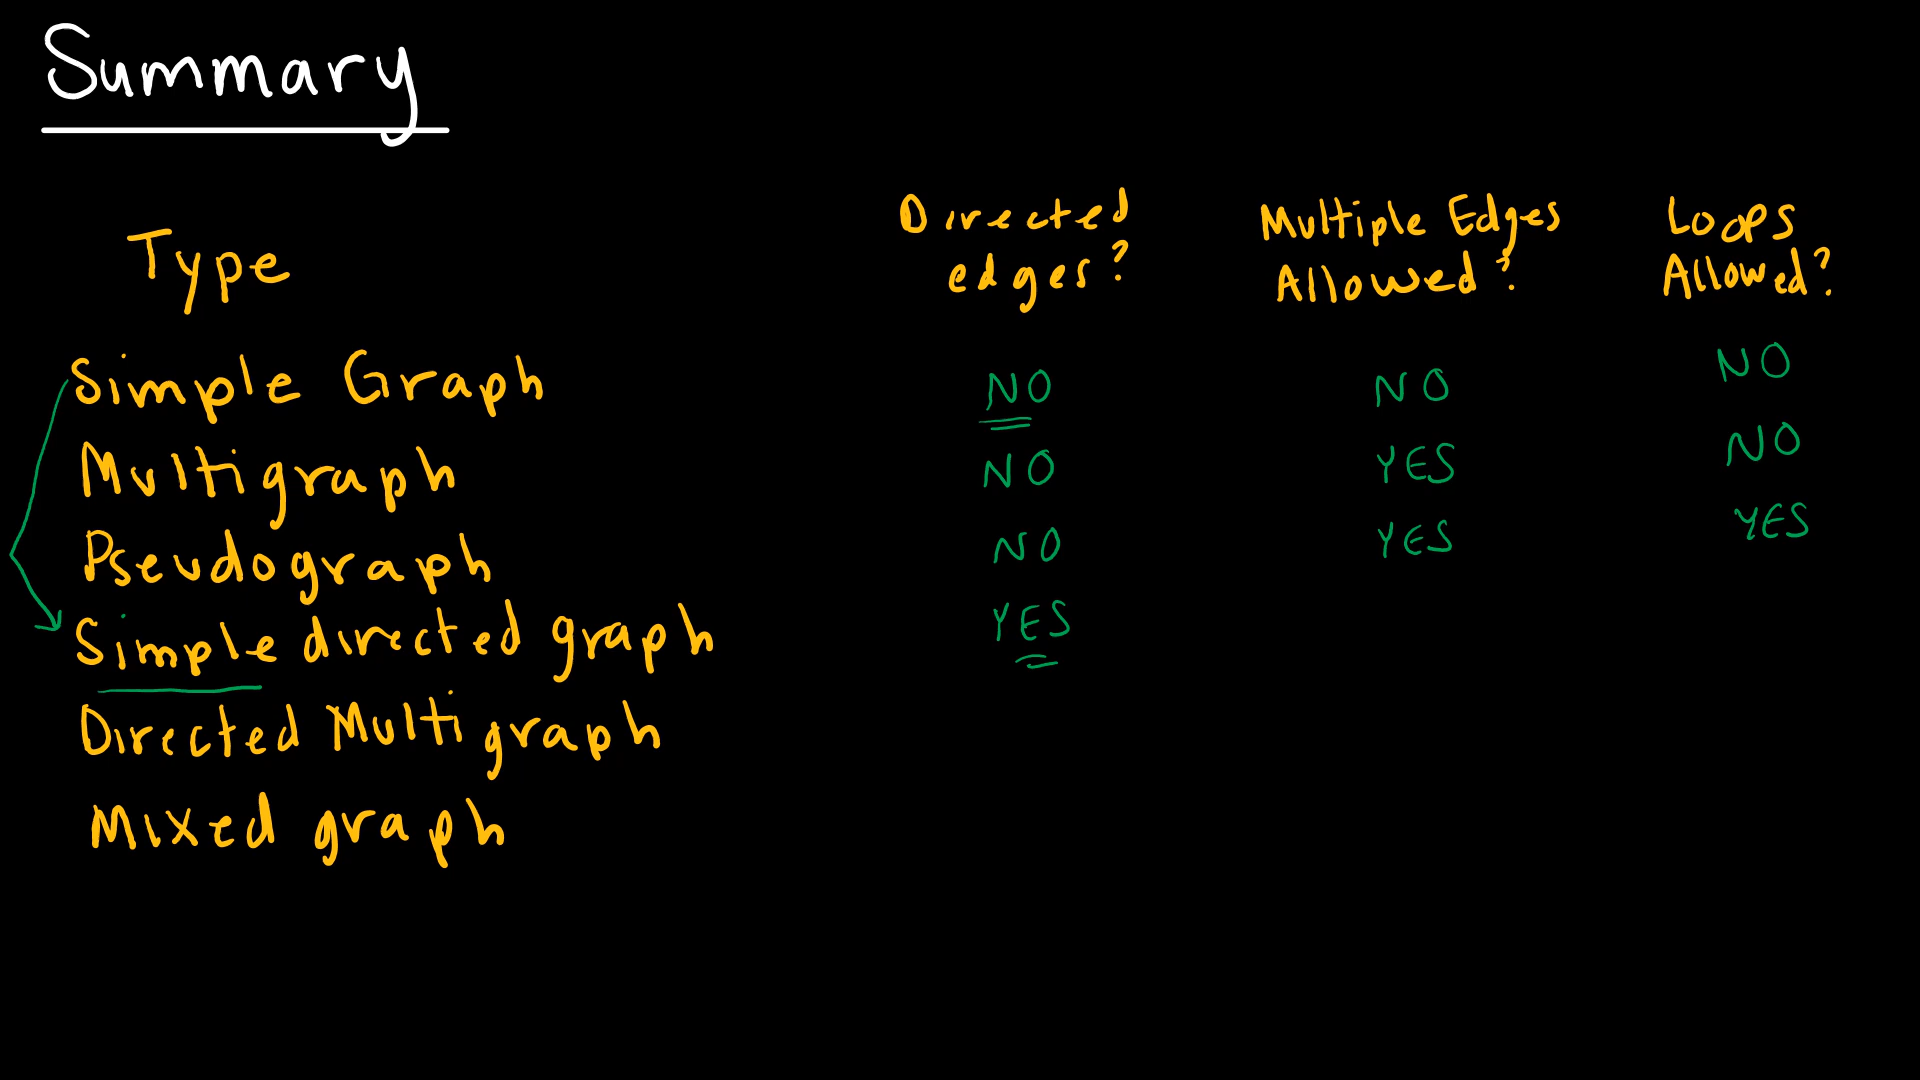 Summary
Type
Directed edges?
Multiple Edges Allowed?
Loops Allowed?
Simple Graph NO NO NO
Multigraph NO YES NO
Pseudograph NO YES YES
Simple directed graph YES
Directed Multigraph
Mixed graph